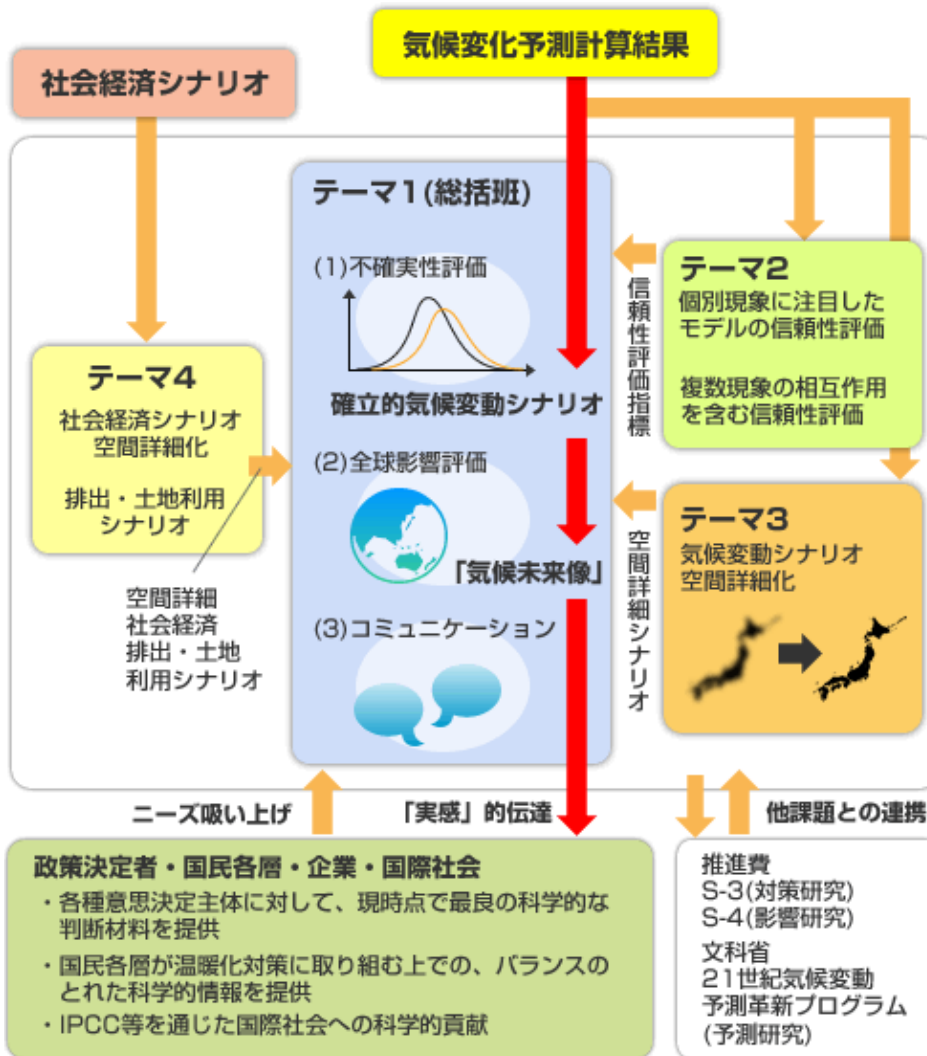 気候変化予測計算結果
社会経済シナリオ
テーマ1(総括班)
(1)不確実性評価
確立的気候変動シナリオ
(2)全球影響評価
「気候未来像」
(3)コミュニケーション
信頼性評価指標
テーマ2
個別現象に注目した
モデルの信頼性評価
複数現象の相互作用
を含む信頼性評価
テーマ4
社会経済シナリオ
空間詳細化
排出・土地利用
シナリオ
空間詳細
社会経済
排出・土地
利用シナリオ
空間詳細シナリオ
テーマ3
気候変動シナリオ
空間詳細化
ニーズ吸い上げ
「実感」的伝達
他課題との連携
政策決定者・国民各層・企業・国際社会
・各種意思決定主体に対して、現時点で最良の科学的な
判断材料を提供
・国民各層が温暖化対策に取り組む上での、バランスの
とれた科学的情報を提供
・IPCC等を通じた国際社会への科学的貢献
推進費
S-3(対策研究)
S-4(影響研究)
文科省
21世紀気候変動
予測革新プログラム
(予測研究)